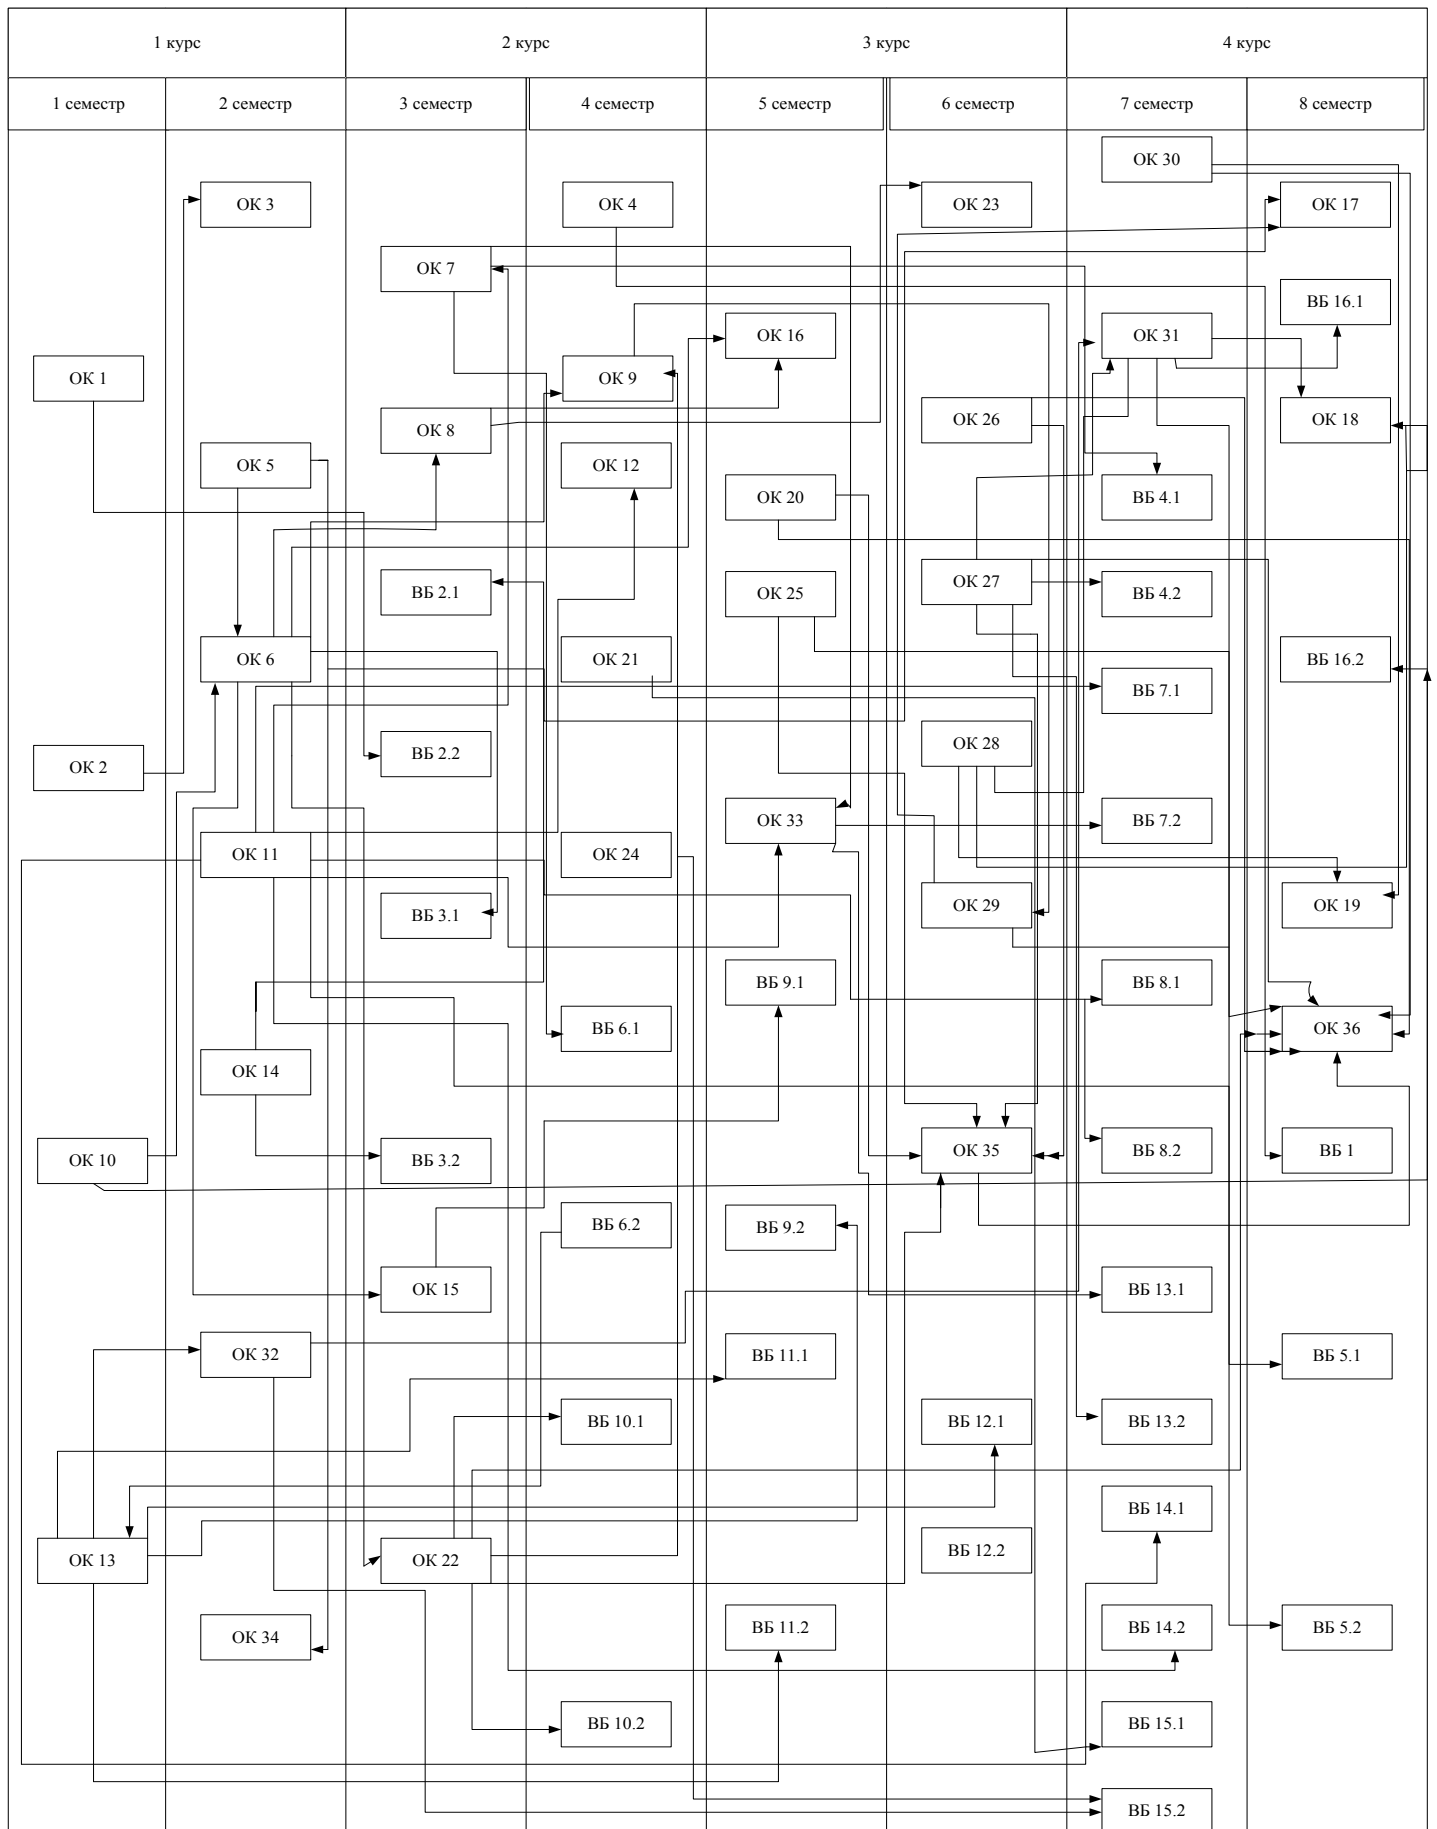 1 курс
2 курс
3 курс
4 курс
1 семестр
2 семестр
3 семестр
4 семестр
5 семестр
6 семестр
7 семестр
8 семестр
ОК 30
ОК 3
ОК 4
ОК 23
ОК 17
ОК 7
ВБ 16.1
ОК 16
ОК 31
ОК 1
ОК 9
ОК 8
ОК 26
ОК 18
ОК 5
ОК 12
ОК 20
ВБ 4.1
ВБ 2.1
ОК 25
ОК 27
ВБ 4.2
ОК 6
ОК 21
ВБ 16.2
ВБ 7.1
ОК 2
ВБ 2.2
ОК 28
ОК 33
ВБ 7.2
ОК 11
ОК 24
ВБ 3.1
ОК 29
ОК 19
ВБ 9.1
ВБ 8.1
ВБ 6.1
ОК 36
ОК 14
ОК 10
ВБ 3.2
ОК 35
ВБ 8.2
ВБ 1
ВБ 6.2
ВБ 9.2
ОК 15
ВБ 13.1
ОК 32
ВБ 11.1
ВБ 5.1
ВБ 10.1
ВБ 12.1
ВБ 13.2
ВБ 14.1
ОК 13
ОК 22
ВБ 12.2
ОК 34
ВБ 11.2
ВБ 14.2
ВБ 5.2
ВБ 10.2
ВБ 15.1
ВБ 15.2